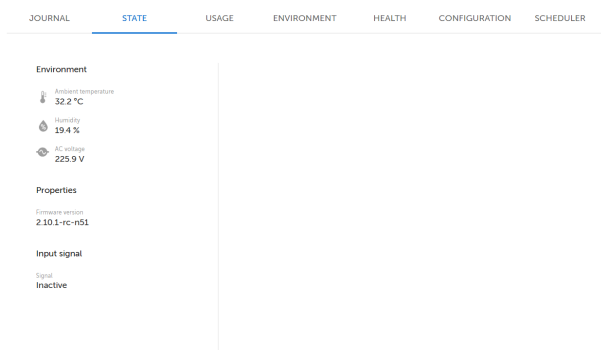 JOURNAL STATE USAGE ENVIRONMENT HEALTH CONFIGURATION SCHEDULER
Environment
Ambient temperature
32.2 °C
Humidity
19.4 %
AC voltage
225.9 V
Properties
Firmware version
2.10.1-rc-n51
Input signal
Signal
Inactive